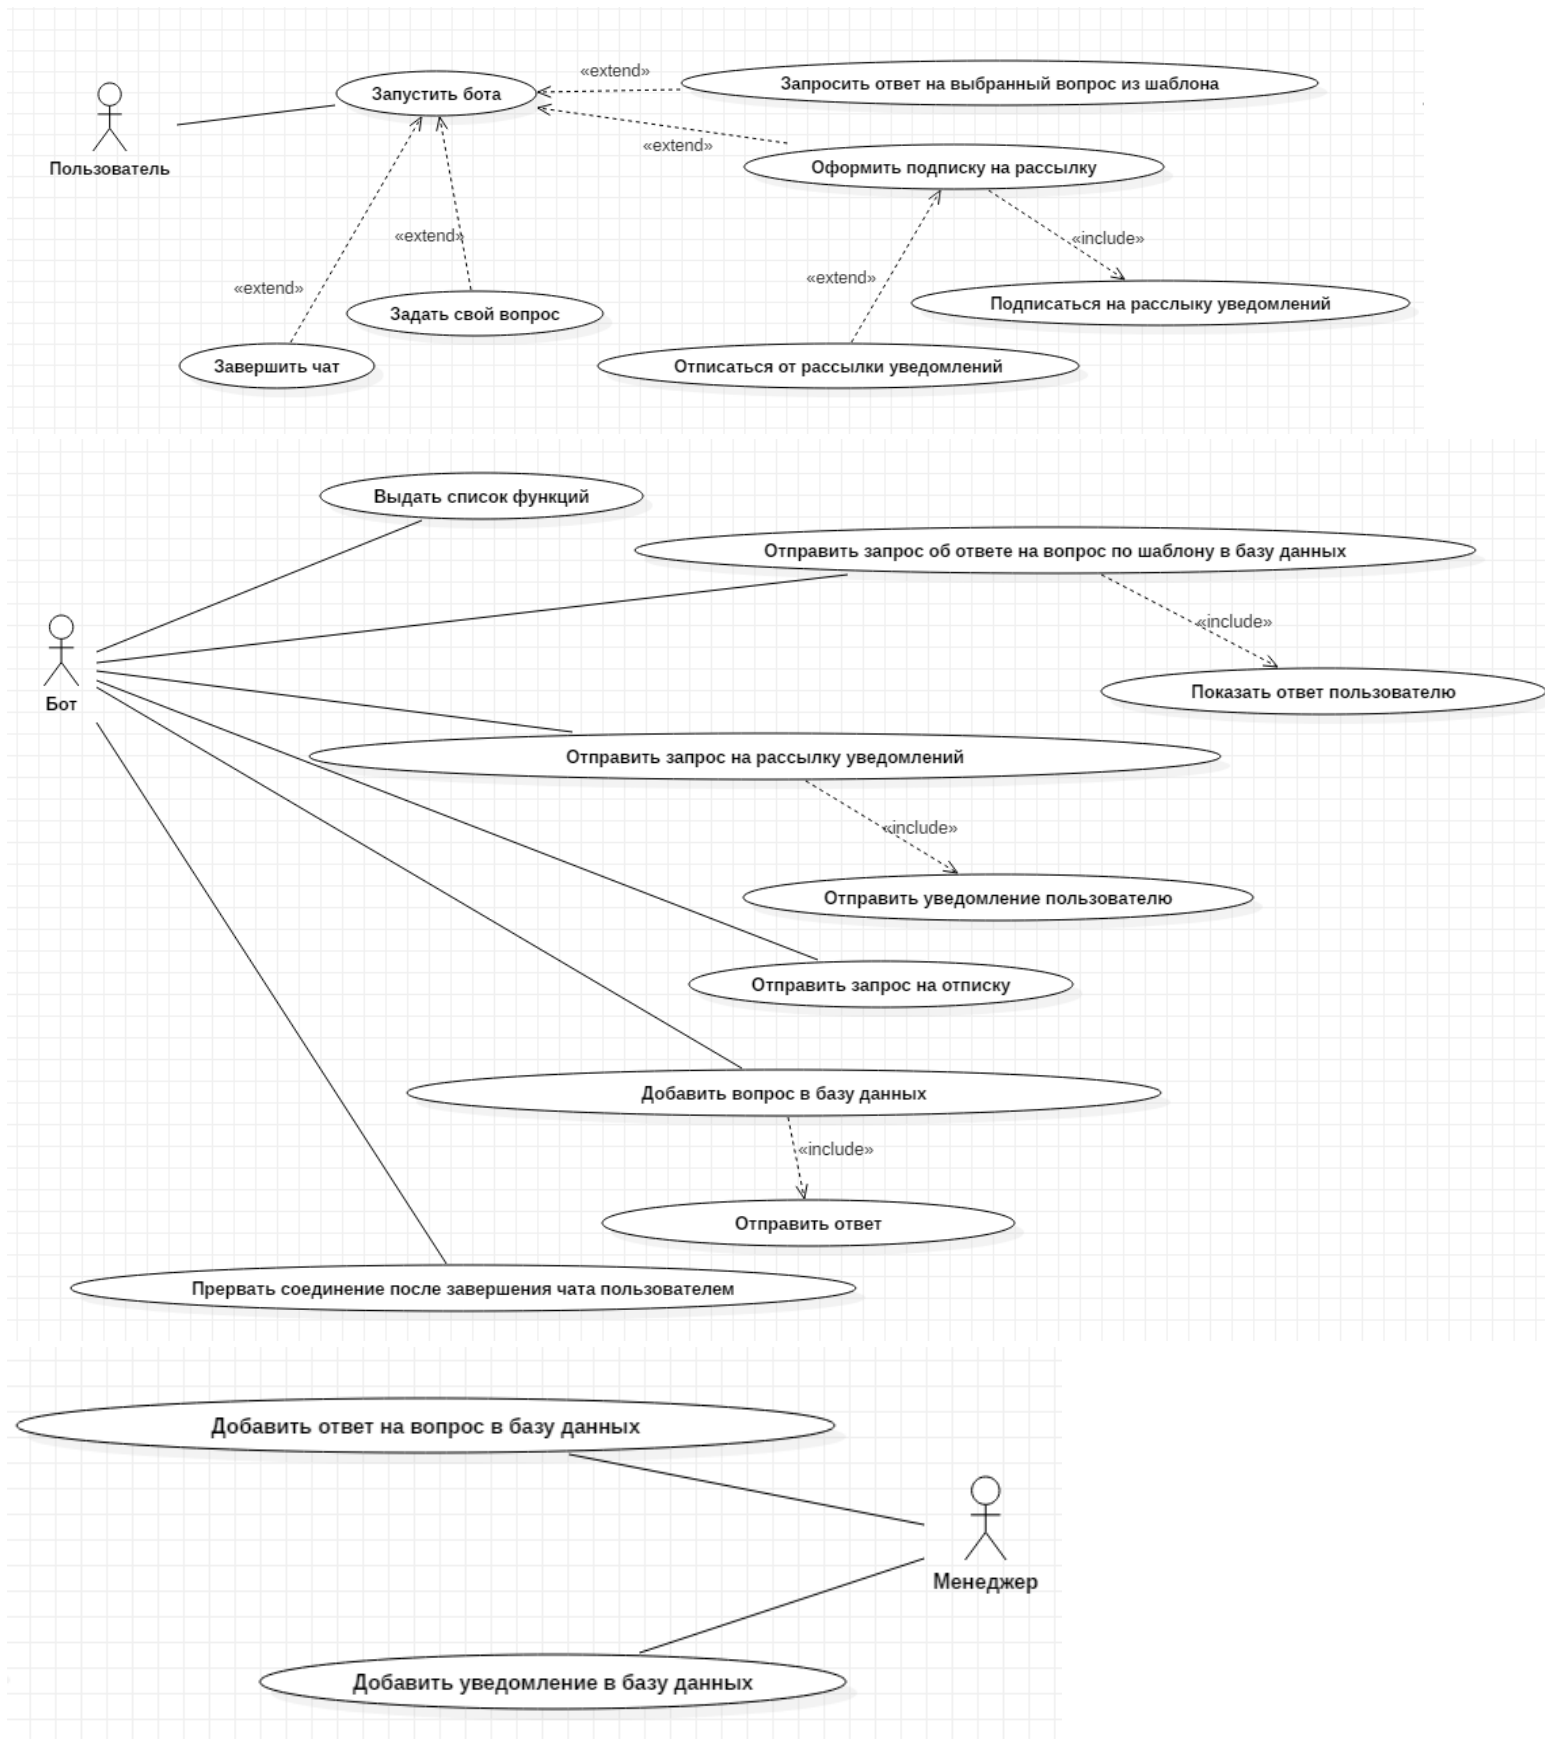 «extend»
Запустить бота
Запросить ответ на выбранный вопрос из шаблона
Пользователь
«extend»
Оформить подписку на рассылку
«extend»
«include»
«extend»
«extend»
Задать свой вопрос
Подписаться на расслыку уведомлений
Завершить чат
Отписаться от рассылки уведомлений
Выдать список функций
Отправить запрос об ответе на вопрос по шаблону в базу данных
«include»
Бот
Показать ответ пользователю
Отправить запрос на рассылку уведомлений
«include»
Отправить уведомление пользователю
Отправить запрос на отписку
Добавить вопрос в базу данных
«include»
Отправить ответ
Прервать соединение после завершения чата пользователем
Добавить ответ на вопрос в базу данных
Менеджер
Добавить уведомление в базу данных